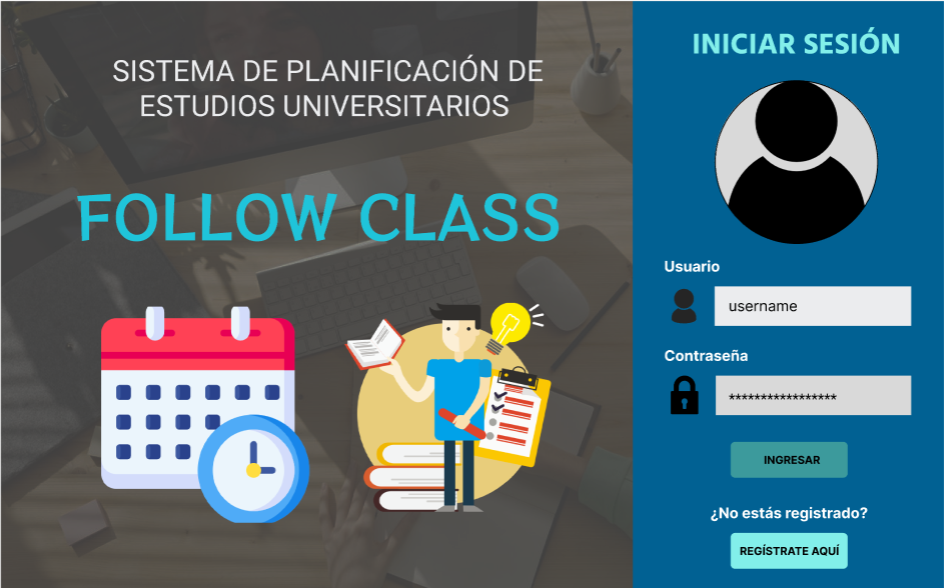 SISTEMA DE PLANIFICACIÓN DE
ESTUDIOS UNIVERSITARIOS
FOLLOW CLASS
INICIAR SESIÓN
Usuario
username
Contraseña
*****************
INGRESAR
¿No estás registrado?
REGÍSTRATE AQUÍ